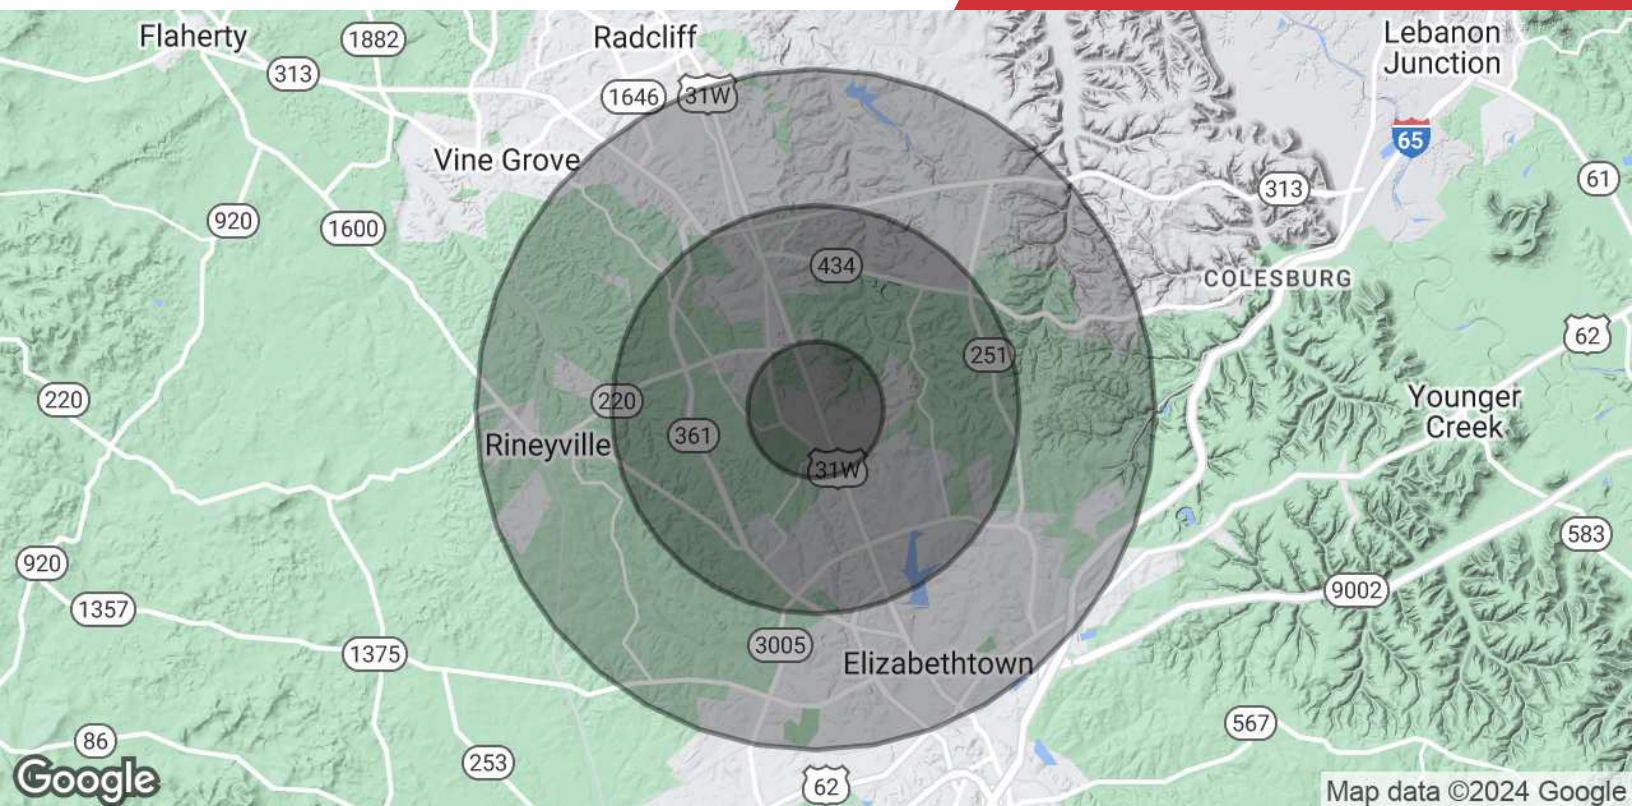 Flaherty
1882
Radcliff
Lebanon
Junction
313
1646
31W
65
Vine Grove
313
61
920
1600
434
COLESBURG
62
251
220
220
Younger
Creek
361
Rineyville
31W
920
583
9002
1357
3005
1375
Elizabethtown
567
86
253
62
Google
Map data ©2024 Google